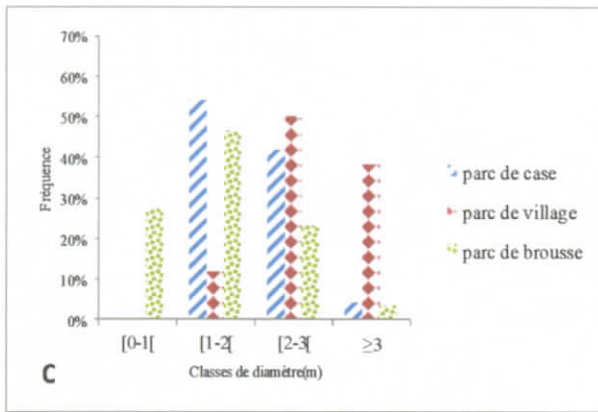 70%
60%
50%
40%
30%
20%
10%
0%
Fréquence
[0-1[ [1-2[ [2-3[ ≥3
Classes de diamètre(m)
parc de case
parc de village
parc de brousse
C